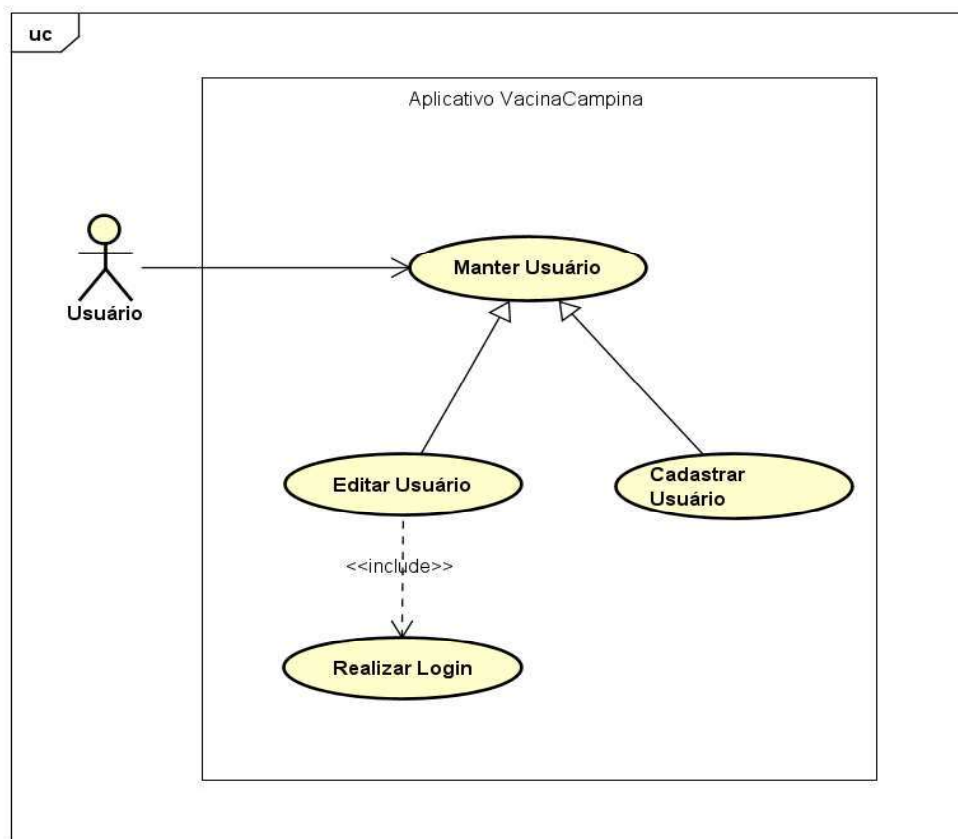 uc
Aplicativo VacinaCampina
Manter Usuário
Usuário
Editar Usuário
Cadastrar
Usuário
<<include>>
Realizar Login